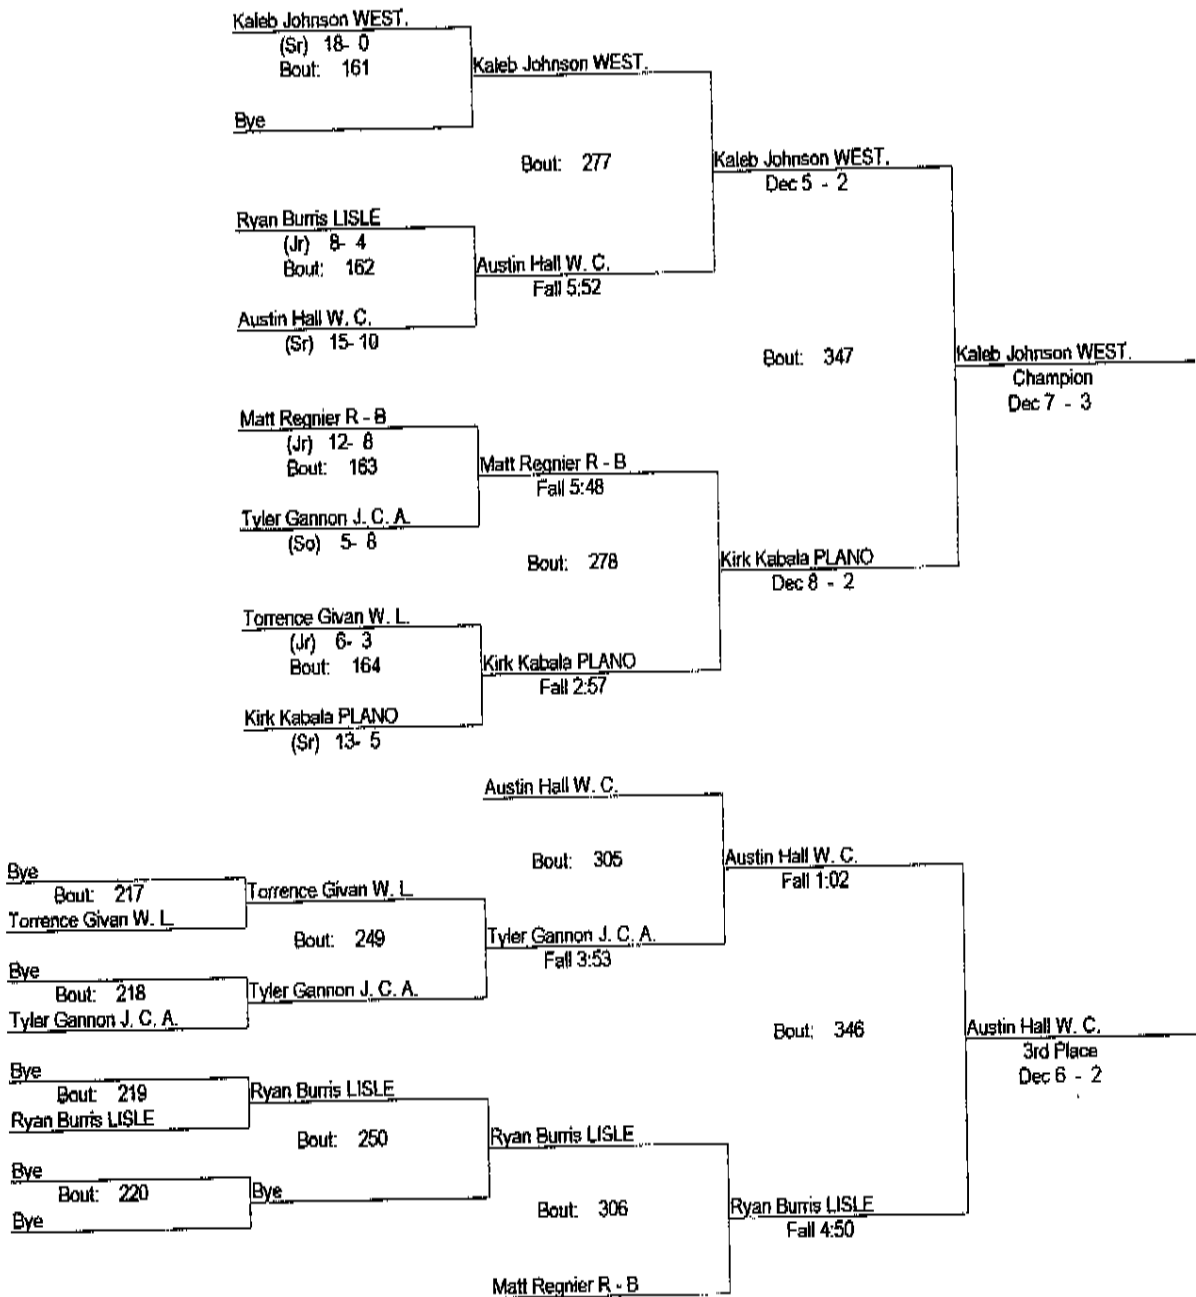 Kaleb Johnson WEST.
(Sr) 18- 0
Bout: 161
Kaleb Johnson WEST.
Bye
Bout: 277
Kaleb Johnson WEST.
Dec 5 - 2
Ryan Burris LISLE
(Jr) 8- 4
Bout: 162
Austin Hall W. C.
Fall 5:52
Austin Hall W. C.
(Sr) 15- 10
Bout: 347
Kaleb Johnson WEST.
Champion
Dec 7 - 3
Matt Regnier R - B
(Jr) 12- 8
Bout: 163
Matt Regnier R - B
Fall 5:48
Tyler Gannon J. C. A.
(So) 5- 8
Bout: 278
Kirk Kabala PLANO
Dec 8 - 2
Torrence Givan W. L.
(Jr) 6- 3
Bout: 164
Kirk Kabala PLANO
Fall 2:57
Kirk Kabala PLANO
(Sr) 13- 5
Austin Hall W. C.
Bout: 305
Austin Hall W. C.
Fall 1:02
Bye
Bout: 217
Torrence Givan W. L.
Torrence Givan W. L.
Bout: 249
Tyler Gannon J. C. A.
Fall 3:53
Bye
Bout: 218
Tyler Gannon J. C. A.
Tyler Gannon J. C. A.
Bout: 346
Austin Hall W. C.
3rd Place
Dec 6 - 2
Bye
Bout: 219
Ryan Burris LISLE
Ryan Burris LISLE
Bout: 250
Ryan Burris LISLE
Bye
Bout: 220
Bye
Bye
Bout: 306
Ryan Burris LISLE
Fall 4:50
Matt Regnier R - B